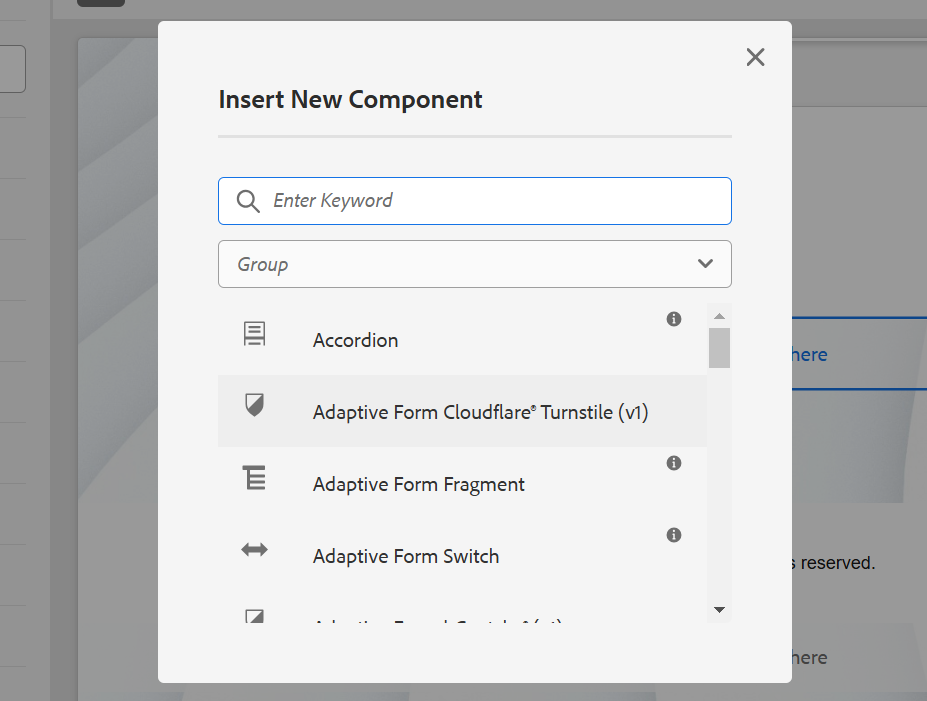 Insert New Component
Enter Keyword
Group
Accordion
Adaptive Form Cloudflare® Turnstile (v1)
here
Adaptive Form Fragment
Adaptive Form Switch
reserved.
here